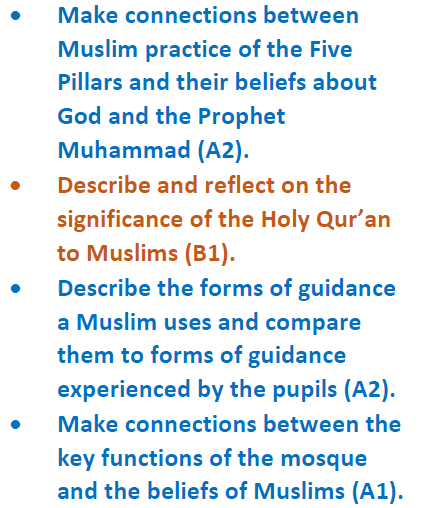 • Make connections between
Muslim practice of the Five
Pillars and their beliefs about
God and the Prophet
Muhammad (A2).
• Describe and reflect on the
significance of the Holy Qur’an
to Muslims (B1).
• Describe the forms of guidance
a Muslim uses and compare
them to forms of guidance
experienced by the pupils (A2).
• Make connections between the
key functions of the mosque
and the beliefs of Muslims (A1).